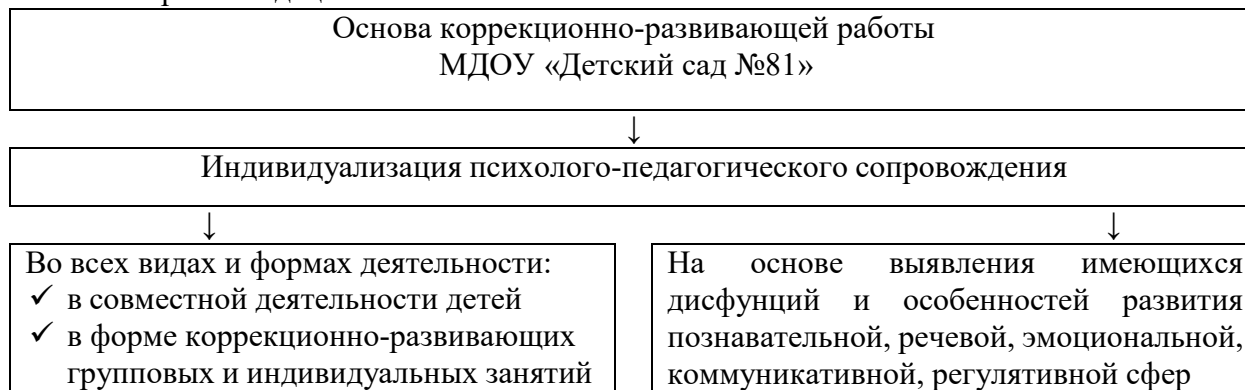 Основа коррекционно-развивающей работы
МДОУ «Детский сад №81»
↓
Индивидуализация психолого-педагогического сопровождения
↓ ↓
Во всех видах и формах деятельности:
✓ в совместной деятельности детей
✓ в форме коррекционно-развивающих
групповых и индивидуальных занятий
На основе выявления имеющихся
дисфунций и особенностей развития
познавательной, речевой, эмоциональной,
коммуникативной, регулятивной сфер